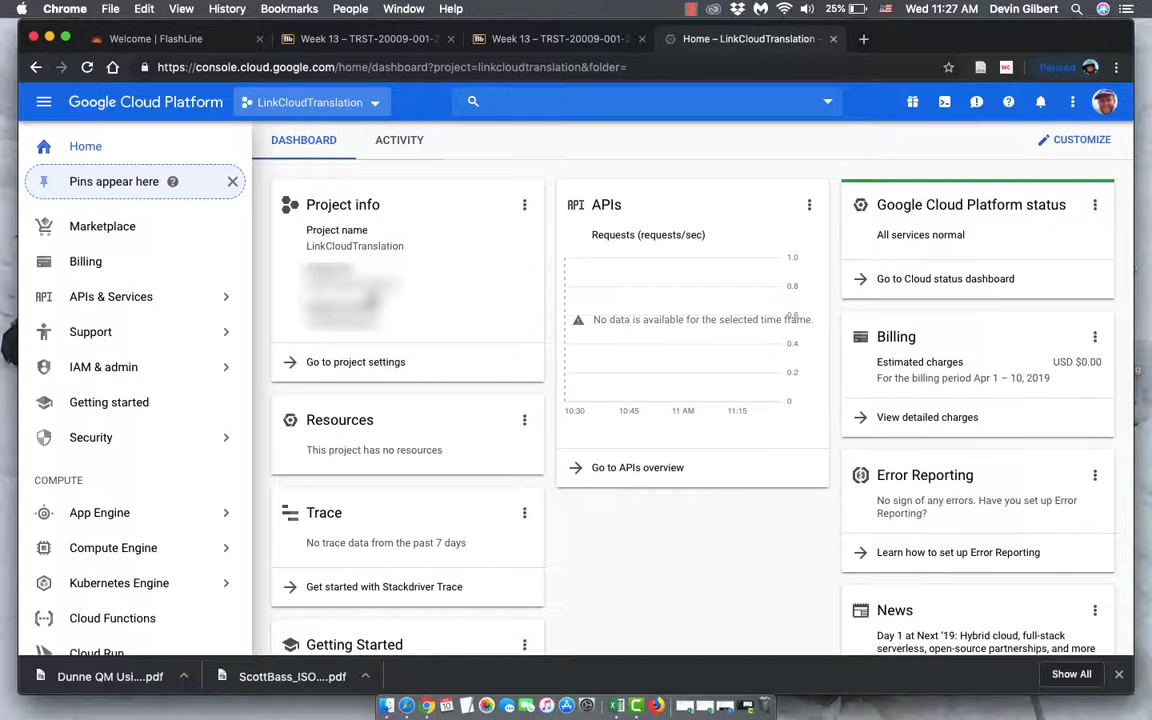 Chrome File Edit View History Bookmarks People Window Help 25% Wed 11:27 AM Devin Gilbert
Welcome | FlashLine
Bb Week 13 – TRST-20009-001-2
Bb Week 13 – TRST-20009-001-2
Home – LinkCloudTranslation –
https://console.cloud.google.com/home/dashboard?project=linkcloudtranslation&folder=
WC
Paused
Google Cloud Platform
LinkCloudTranslation
Home
Pins appear here
Marketplace
Billing
API APIs & Services
Support
IAM & admin
Getting started
Security
COMPUTE
App Engine
Compute Engine
Kubernetes Engine
Cloud Functions
Cloud Run
DASHBOARD
ACTIVITY
CUSTOMIZE
Project info
Project name
LinkCloudTranslation
Go to project settings
Resources
This project has no resources
Trace
No trace data from the past 7 days
Get started with Stackdriver Trace
Getting Started
API APIs
Requests (requests/sec)
1.0
0.8
0.6
No data is available for the selected time frame.
0.4
0.2
0
10:30 10:45 11 AM 11:15
Go to APIs overview
Google Cloud Platform status
All services normal
Go to Cloud status dashboard
Billing
Estimated charges USD $0.00
For the billing period Apr 1 – 10, 2019
View detailed charges
Error Reporting
No sign of any errors. Have you set up Error
Reporting?
Learn how to set up Error Reporting
News
Day 1 at Next '19: Hybrid cloud, full-stack
serverless, open-source partnerships, and more
Dunne QM Usi....pdf
ScottBass_ISO....pdf
Show All